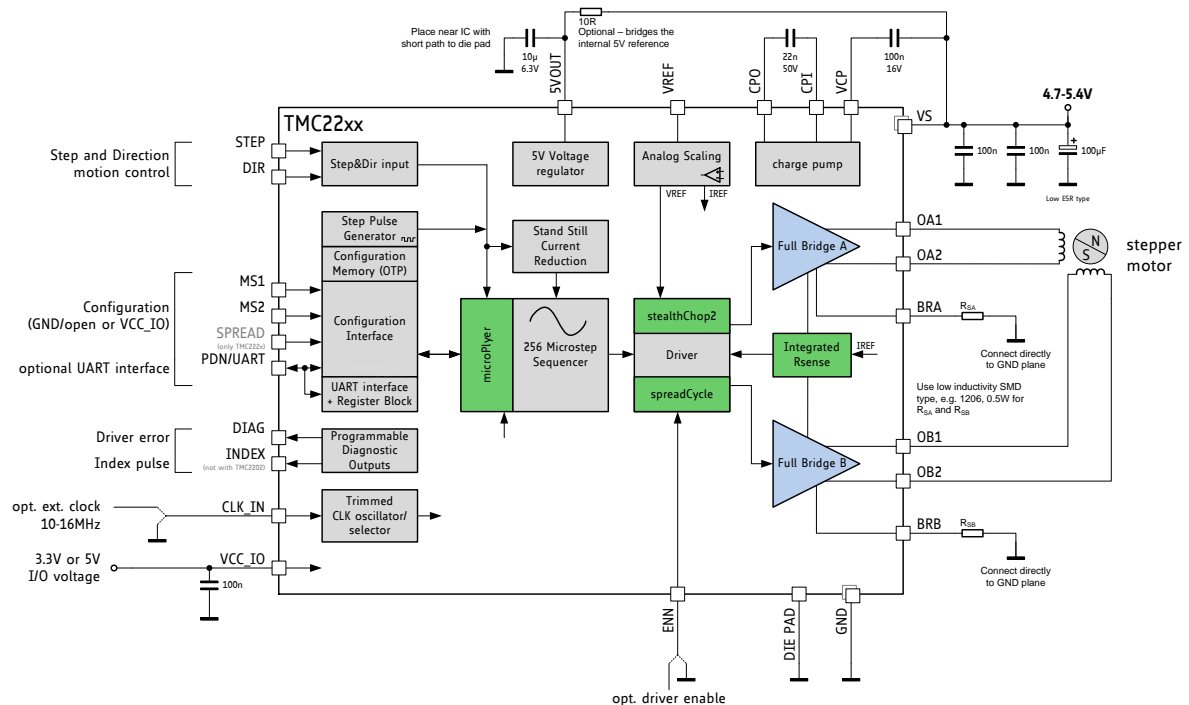 Place near IC with
short path to die pad
10µ
6.3V
10R
Optional – bridges the
internal 5V reference
22n
50V
100n
16V
5VOUT
VREF
CPO
CPI
VCP
4.7-5.4V
VS
100n
100n
+
100µF
Low ESR type
TMC22xx
Step and Direction
motion control
STEP
DIR
Step&Dir input
5V Voltage
regulator
Analog Scaling
VREF
IREF
charge pump
Step Pulse
Generator
Configuration
Memory (OTP)
Configuration
Interface
UART interface
+ Register Block
Stand Still
Current
Reduction
Full Bridge A
OA1
OA2
N
S
stepper
motor
Configuration
(GND/open or VCC_IO)
optional UART interface
MS1
MS2
SPREAD
(only TMC222x)
PDN/UART
microPlyer
256 Microstep
Sequencer
stealthChop2
Driver
spreadCycle
Integrated
Rsense
IREF
BRA
RSA
Connect directly
to GND plane
Use low inductivity SMD
type, e.g. 1206, 0.5W for
RSA and RSB
Driver error
Index pulse
DIAG
INDEX
(not with TMC2202)
Programmable
Diagnostic
Outputs
Full Bridge B
OB1
OB2
opt. ext. clock
10-16MHz
CLK_IN
Trimmed
CLK oscillator/
selector
BRB
RSB
Connect directly
to GND plane
3.3V or 5V
I/O voltage
VCC_IO
100n
ENN
DIE PAD
GND
opt. driver enable